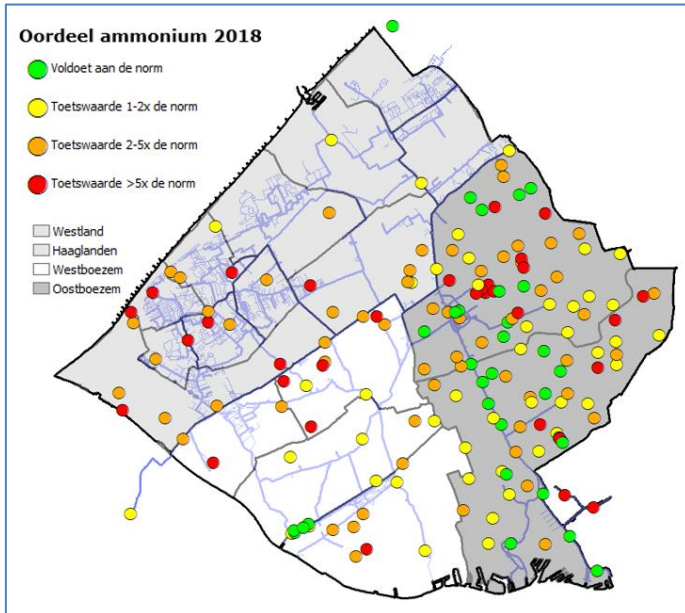 Oordeel ammonium 2018
Voldoet aan de norm
Toetswaarde 1-2x de norm
Toetswaarde 2-5x de norm
Toetswaarde >5x de norm
Westland
Haaglanden
Westboezem
Oostboezem